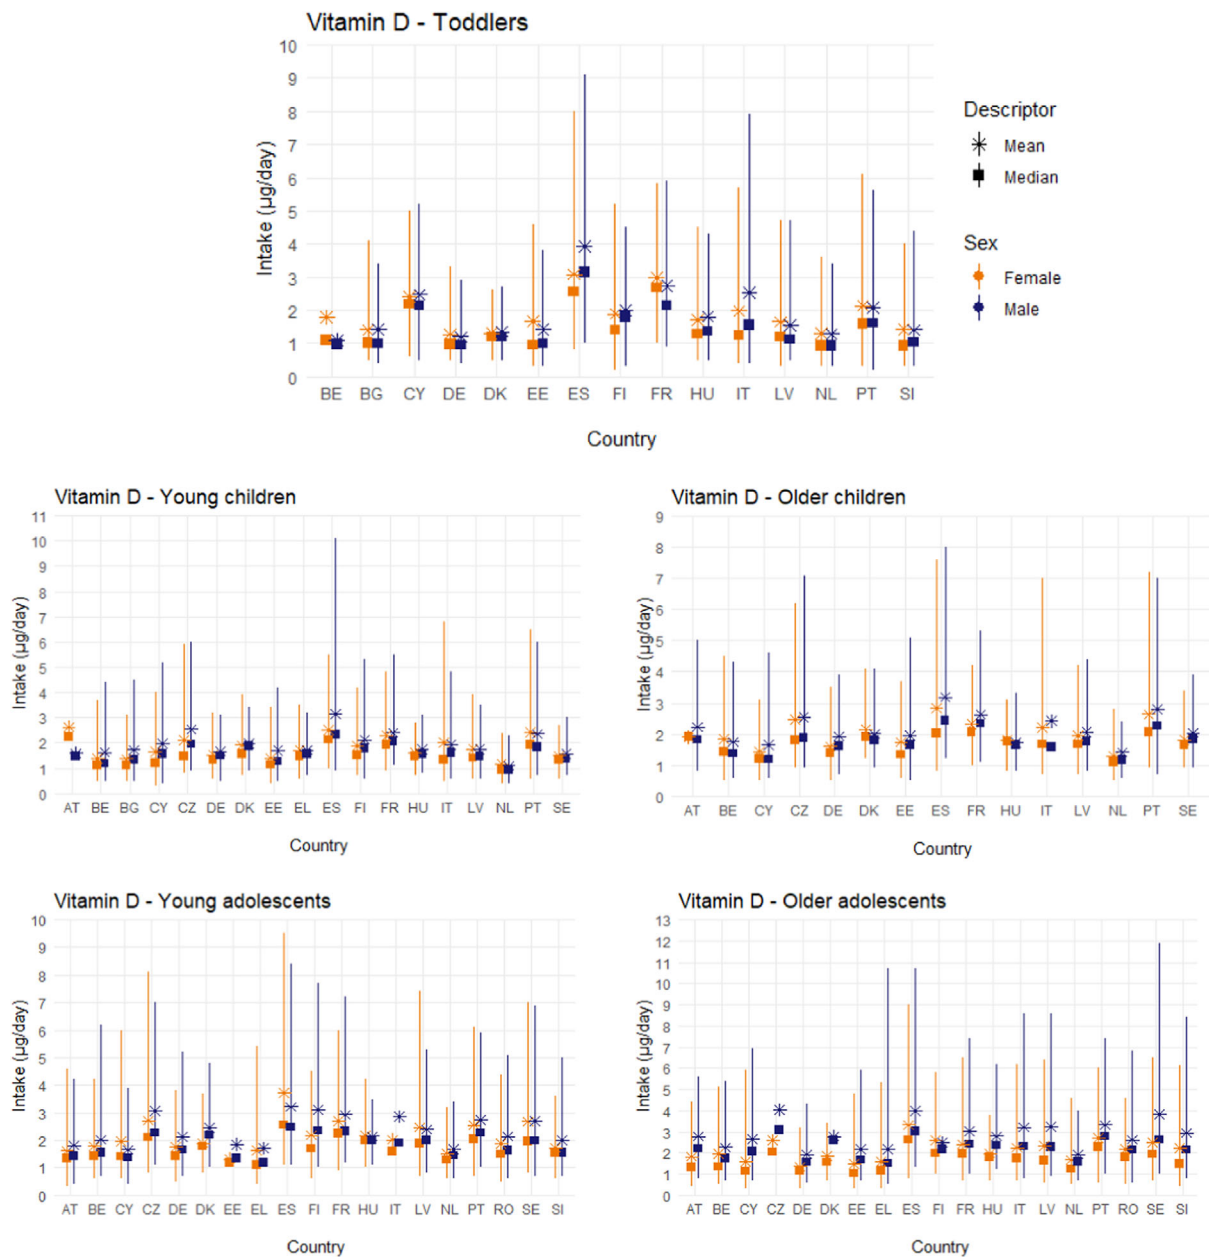 Vitamin D - Toddlers
10
9
8
7
6
5
4
3
2
1
0
Intake (µg/day)
BE BG CY DE DK EE ES FI FR HU IT LV NL PT SI
Country
Descriptor
Mean
Median
Sex
Female
Male
Vitamin D - Young children
11
10
9
8
7
6
5
4
3
2
1
0
Intake (µg/day)
AT BE BG CY CZ DE DK EE EL ES FI FR HU IT LV NL PT SE
Country
Vitamin D - Older children
9
8
7
6
5
4
3
2
1
0
Intake (µg/day)
AT BE CY CZ DE DK EE ES FR HU IT LV NL PT SE
Country
Vitamin D - Young adolescents
10
9
8
7
6
5
4
3
2
1
0
Intake (µg/day)
AT BE CY CZ DE DK EE EL ES FI FR HU IT LV NL PT RO SE SI
Country
Vitamin D - Older adolescents
13
12
11
10
9
8
7
6
5
4
3
2
1
0
Intake (µg/day)
AT BE CY CZ DE DK EE EL ES FI FR HU IT LV NL PT RO SE SI
Country